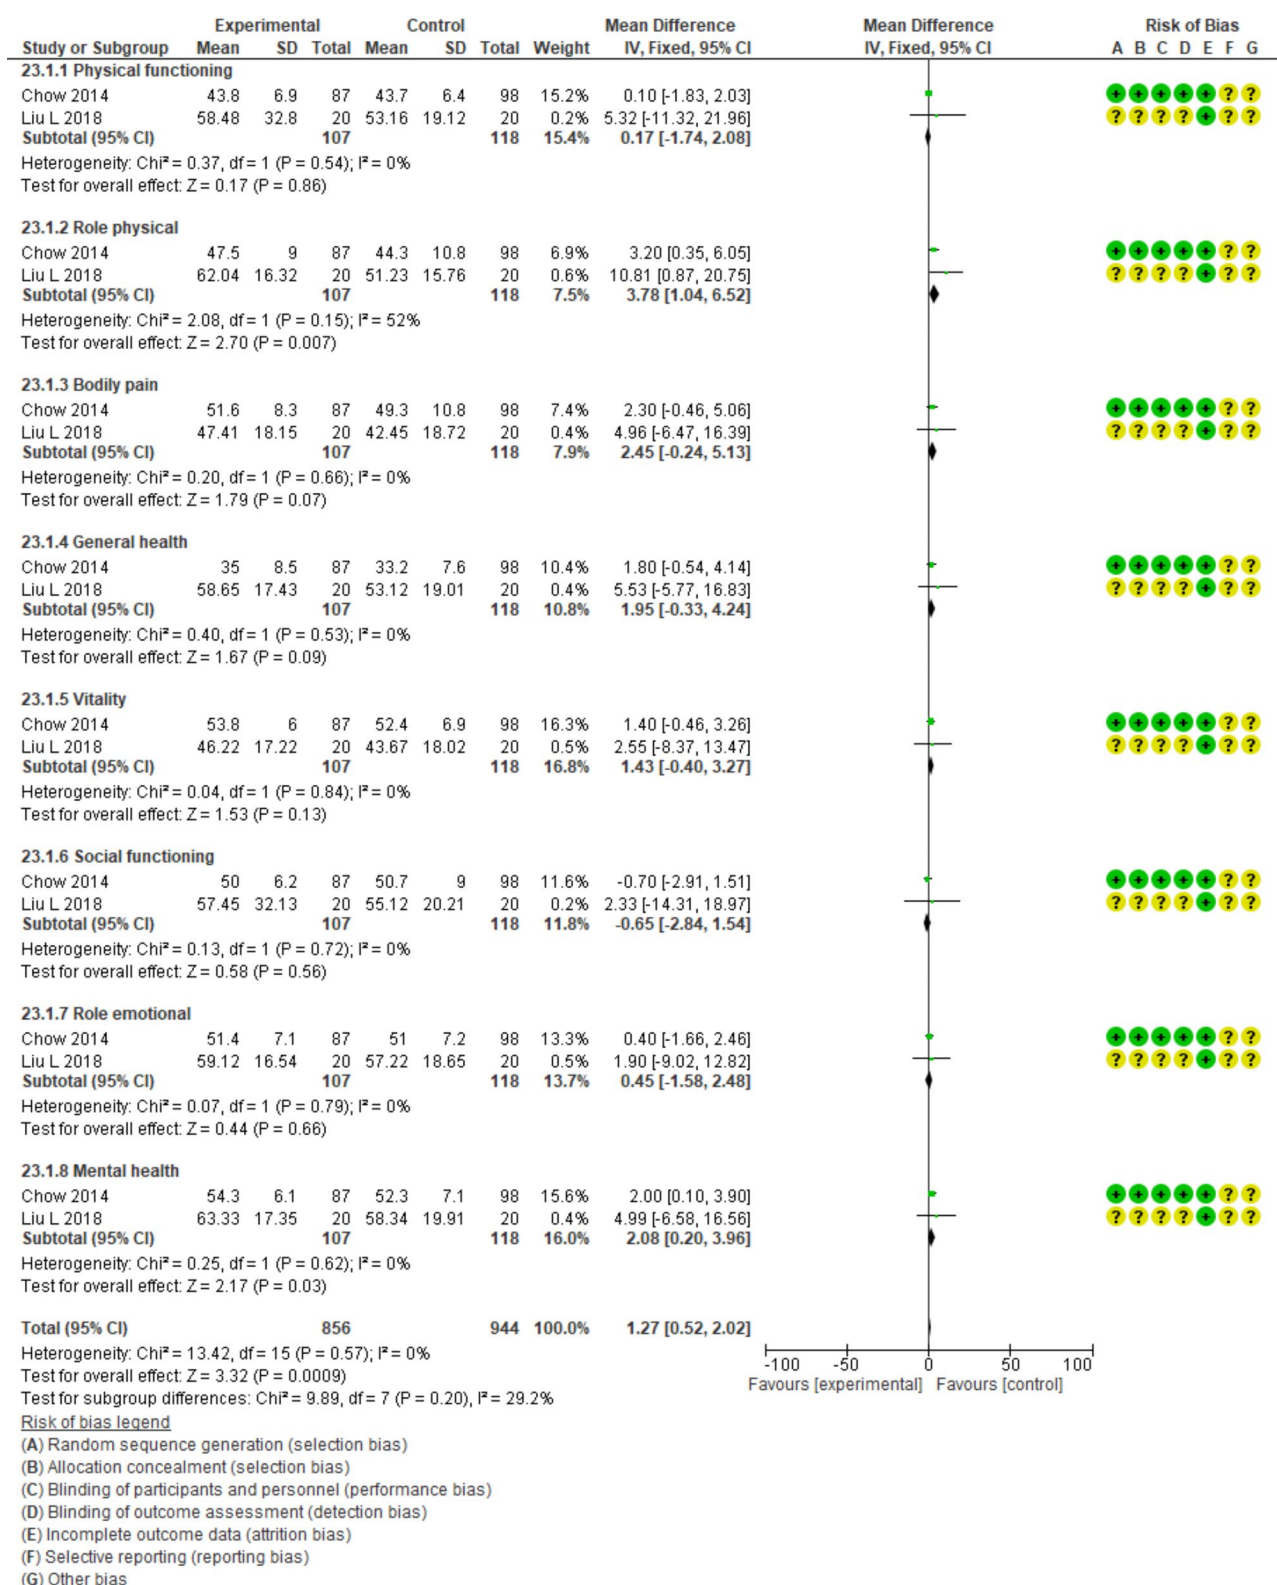 Experimental Control Mean Difference Mean Difference Risk of Bias
Study or Subgroup Mean SD Total Mean SD Total Weight IV, Fixed, 95% CI IV, Fixed, 95% CI A B C D E F G
23.1.1 Physical functioning
Chow 2014 43.8 6.9 87 43.7 6.4 98 15.2% 0.10 [-1.83, 2.03] + + + + + ? ?
Liu L 2018 58.48 32.8 20 53.16 19.12 20 0.2% 5.32 [-11.32, 21.96] ? ? ? ? + ? ?
Subtotal (95% CI) 107 118 15.4% 0.17 [-1.74, 2.08]
Heterogeneity: Chi² = 0.37, df = 1 (P = 0.54); I² = 0%
Test for overall effect: Z = 0.17 (P = 0.86)
23.1.2 Role physical
Chow 2014 47.5 9 87 44.3 10.8 98 6.9% 3.20 [0.35, 6.05] + + + + + ? ?
Liu L 2018 62.04 16.32 20 51.23 15.76 20 0.6% 10.81 [0.87, 20.75] ? ? ? ? + ? ?
Subtotal (95% CI) 107 118 7.5% 3.78 [1.04, 6.52]
Heterogeneity: Chi² = 2.08, df = 1 (P = 0.15); I² = 52%
Test for overall effect: Z = 2.70 (P = 0.007)
23.1.3 Bodily pain
Chow 2014 51.6 8.3 87 49.3 10.8 98 7.4% 2.30 [-0.46, 5.06] + + + + + ? ?
Liu L 2018 47.41 18.15 20 42.45 18.72 20 0.4% 4.96 [-6.47, 16.39] ? ? ? ? + ? ?
Subtotal (95% CI) 107 118 7.9% 2.45 [-0.24, 5.13]
Heterogeneity: Chi² = 0.20, df = 1 (P = 0.66); I² = 0%
Test for overall effect: Z = 1.79 (P = 0.07)
23.1.4 General health
Chow 2014 35 8.5 87 33.2 7.6 98 10.4% 1.80 [-0.54, 4.14] + + + + + ? ?
Liu L 2018 58.65 17.43 20 53.12 19.01 20 0.4% 5.53 [-5.77, 16.83] ? ? ? ? + ? ?
Subtotal (95% CI) 107 118 10.8% 1.95 [-0.33, 4.24]
Heterogeneity: Chi² = 0.40, df = 1 (P = 0.53); I² = 0%
Test for overall effect: Z = 1.67 (P = 0.09)
23.1.5 Vitality
Chow 2014 53.8 6 87 52.4 6.9 98 16.3% 1.40 [-0.46, 3.26] + + + + + ? ?
Liu L 2018 46.22 17.22 20 43.67 18.02 20 0.5% 2.55 [-8.37, 13.47] ? ? ? ? + ? ?
Subtotal (95% CI) 107 118 16.8% 1.43 [-0.40, 3.27]
Heterogeneity: Chi² = 0.04, df = 1 (P = 0.84); I² = 0%
Test for overall effect: Z = 1.53 (P = 0.13)
23.1.6 Social functioning
Chow 2014 50 6.2 87 50.7 9 98 11.6% -0.70 [-2.91, 1.51] + + + + + ? ?
Liu L 2018 57.45 32.13 20 55.12 20.21 20 0.2% 2.33 [-14.31, 18.97] ? ? ? ? + ? ?
Subtotal (95% CI) 107 118 11.8% -0.65 [-2.84, 1.54]
Heterogeneity: Chi² = 0.13, df = 1 (P = 0.72); I² = 0%
Test for overall effect: Z = 0.58 (P = 0.56)
23.1.7 Role emotional
Chow 2014 51.4 7.1 87 51 7.2 98 13.3% 0.40 [-1.66, 2.46] + + + + + ? ?
Liu L 2018 59.12 16.54 20 57.22 18.65 20 0.5% 1.90 [-9.02, 12.82] ? ? ? ? + ? ?
Subtotal (95% CI) 107 118 13.7% 0.45 [-1.58, 2.48]
Heterogeneity: Chi² = 0.07, df = 1 (P = 0.79); I² = 0%
Test for overall effect: Z = 0.44 (P = 0.66)
23.1.8 Mental health
Chow 2014 54.3 6.1 87 52.3 7.1 98 15.6% 2.00 [0.10, 3.90] + + + + + ? ?
Liu L 2018 63.33 17.35 20 58.34 19.91 20 0.4% 4.99 [-6.58, 16.56] ? ? ? ? + ? ?
Subtotal (95% CI) 107 118 16.0% 2.08 [0.20, 3.96]
Heterogeneity: Chi² = 0.25, df = 1 (P = 0.62); I² = 0%
Test for overall effect: Z = 2.17 (P = 0.03)
Total (95% CI) 856 944 100.0% 1.27 [0.52, 2.02]
Heterogeneity: Chi² = 13.42, df = 15 (P = 0.57); I² = 0%
Test for overall effect: Z = 3.32 (P = 0.0009)
Test for subgroup differences: Chi² = 9.89, df = 7 (P = 0.20), I² = 29.2%
-100 -50 0 50 100
Favours [experimental] Favours [control]
Risk of bias legend
(A) Random sequence generation (selection bias)
(B) Allocation concealment (selection bias)
(C) Blinding of participants and personnel (performance bias)
(D) Blinding of outcome assessment (detection bias)
(E) Incomplete outcome data (attrition bias)
(F) Selective reporting (reporting bias)
(G) Other bias